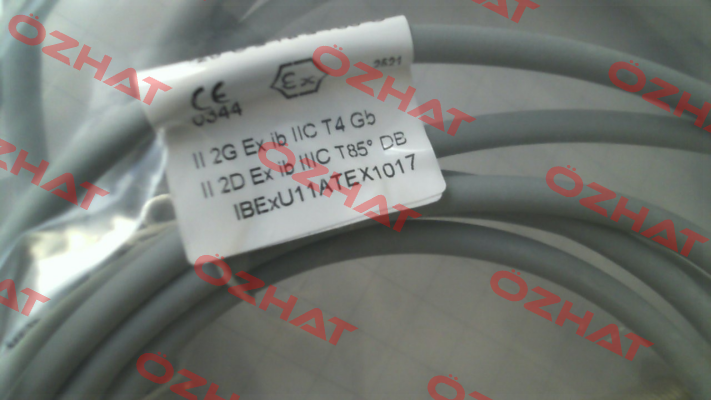 CE
0344
Ex
II 2G Ex ib IIC T4 Gb
II 2D Ex ib IIIC T85° DB
IBExU11ATEX1017
ÖZHAT
ÖZHAT
ÖZHAT
ÖZHAT
ÖZHAT
ÖZHAT
ÖZHAT